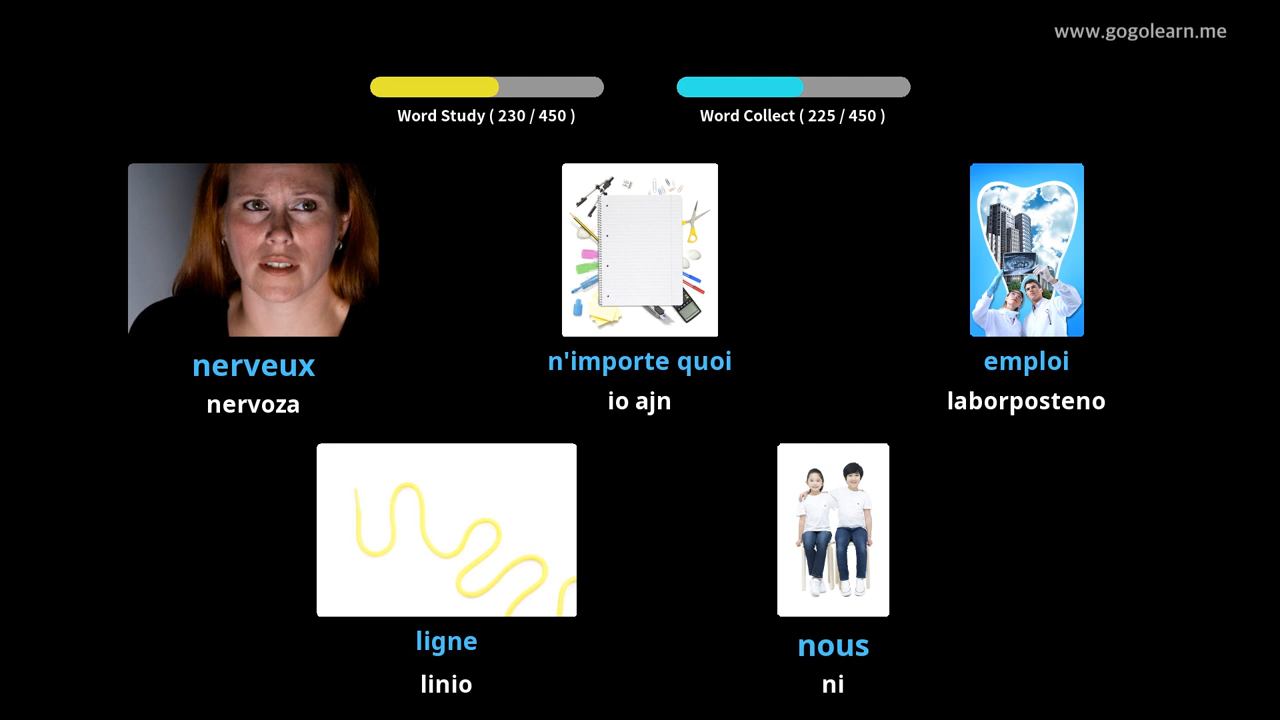 www.gogolearn.me
Word Study ( 230 / 450 )
Word Collect ( 225 / 450 )
nerveux
nervoza
n'importe quoi
io ajn
emploi
laborposteno
ligne
linio
nous
ni